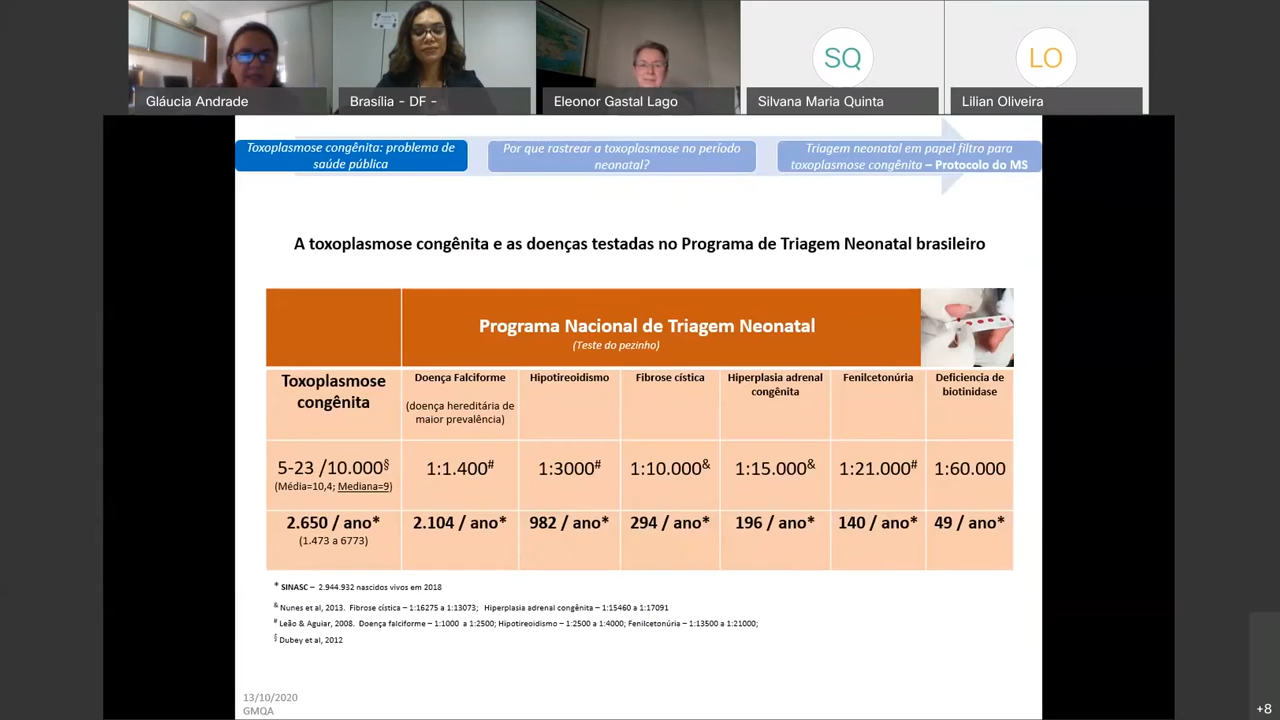 SQ
LO
Gláucia Andrade
Brasília - DF -
Eleonor Gastal Lago
Silvana Maria Quinta
Lilian Oliveira
Toxoplasmose congênita: problema de
saúde pública
Por que rastrear a toxoplasmose no período
neonatal?
Triagem neonatal em papel filtro para
toxoplasmose congênita – Protocolo do MS
A toxoplasmose congênita e as doenças testadas no Programa de Triagem Neonatal brasileiro
Programa Nacional de Triagem Neonatal
(Teste do pezinho)
Toxoplasmose
congênita
Doença Falciforme
(doença hereditária de
maior prevalência)
Hipotireoidismo
Fibrose cística
Hiperplasia adrenal
congênita
Fenilcetonúria
Deficiencia de
biotinidase
5-23 /10.000§
(Média=10,4; Mediana=9)
1:1.400#
1:3000#
1:10.000&
1:15.000&
1:21.000#
1:60.000
2.650 / ano*
(1.473 a 6773)
2.104 / ano*
982 / ano*
294 / ano*
196 / ano*
140 / ano*
49 / ano*
* SINASC – 2.944.932 nascidos vivos em 2018
& Nunes et al, 2013. Fibrose cística – 1:16275 a 1:13073; Hiperplasia adrenal congênita – 1:15460 a 1:17091
# Leão & Aguiar, 2008. Doença falciforme – 1:1000 a 1:2500; Hipotireoidismo – 1:2500 a 1:4000; Fenilcetonúria – 1:13500 a 1:21000;
§ Dubey et al, 2012
13/10/2020
GMQA
+8